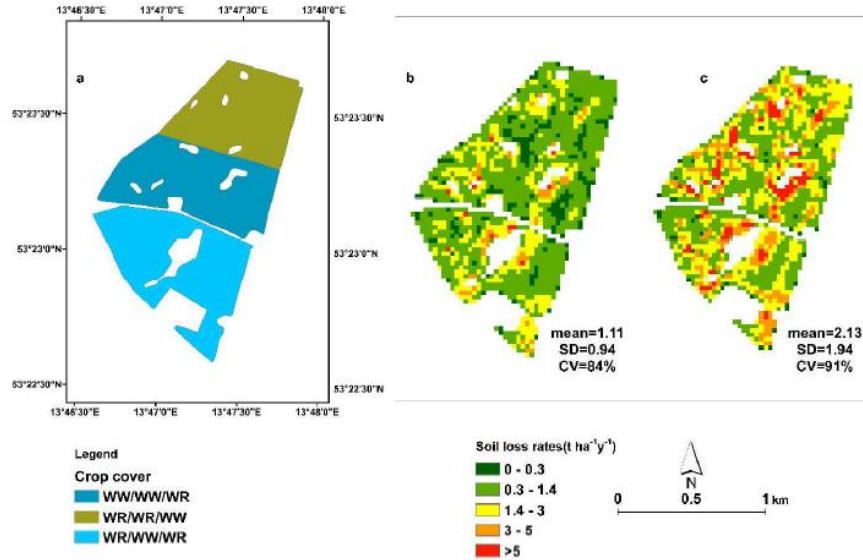 13°46'30"E 13°47'0"E 13°47'30"E 13°48'0"E
a
b
c
53°23'30"N
53°23'30"N
53°23'0"N
53°23'0"N
mean=1.11
SD=0.94
CV=84%
mean=2.13
SD=1.94
CV=91%
53°22'30"N
53°22'30"N
13°46'30"E 13°47'0"E 13°47'30"E 13°48'0"E
Legend
Crop cover
WW/WW/WR
WR/RR/WW
WR/WW/WR
Soil loss rates(t ha⁻¹y⁻¹)
0 - 0.3
0.3 - 1.4
1.4 - 3
3 - 5
>5
N
0 0.5 1 km